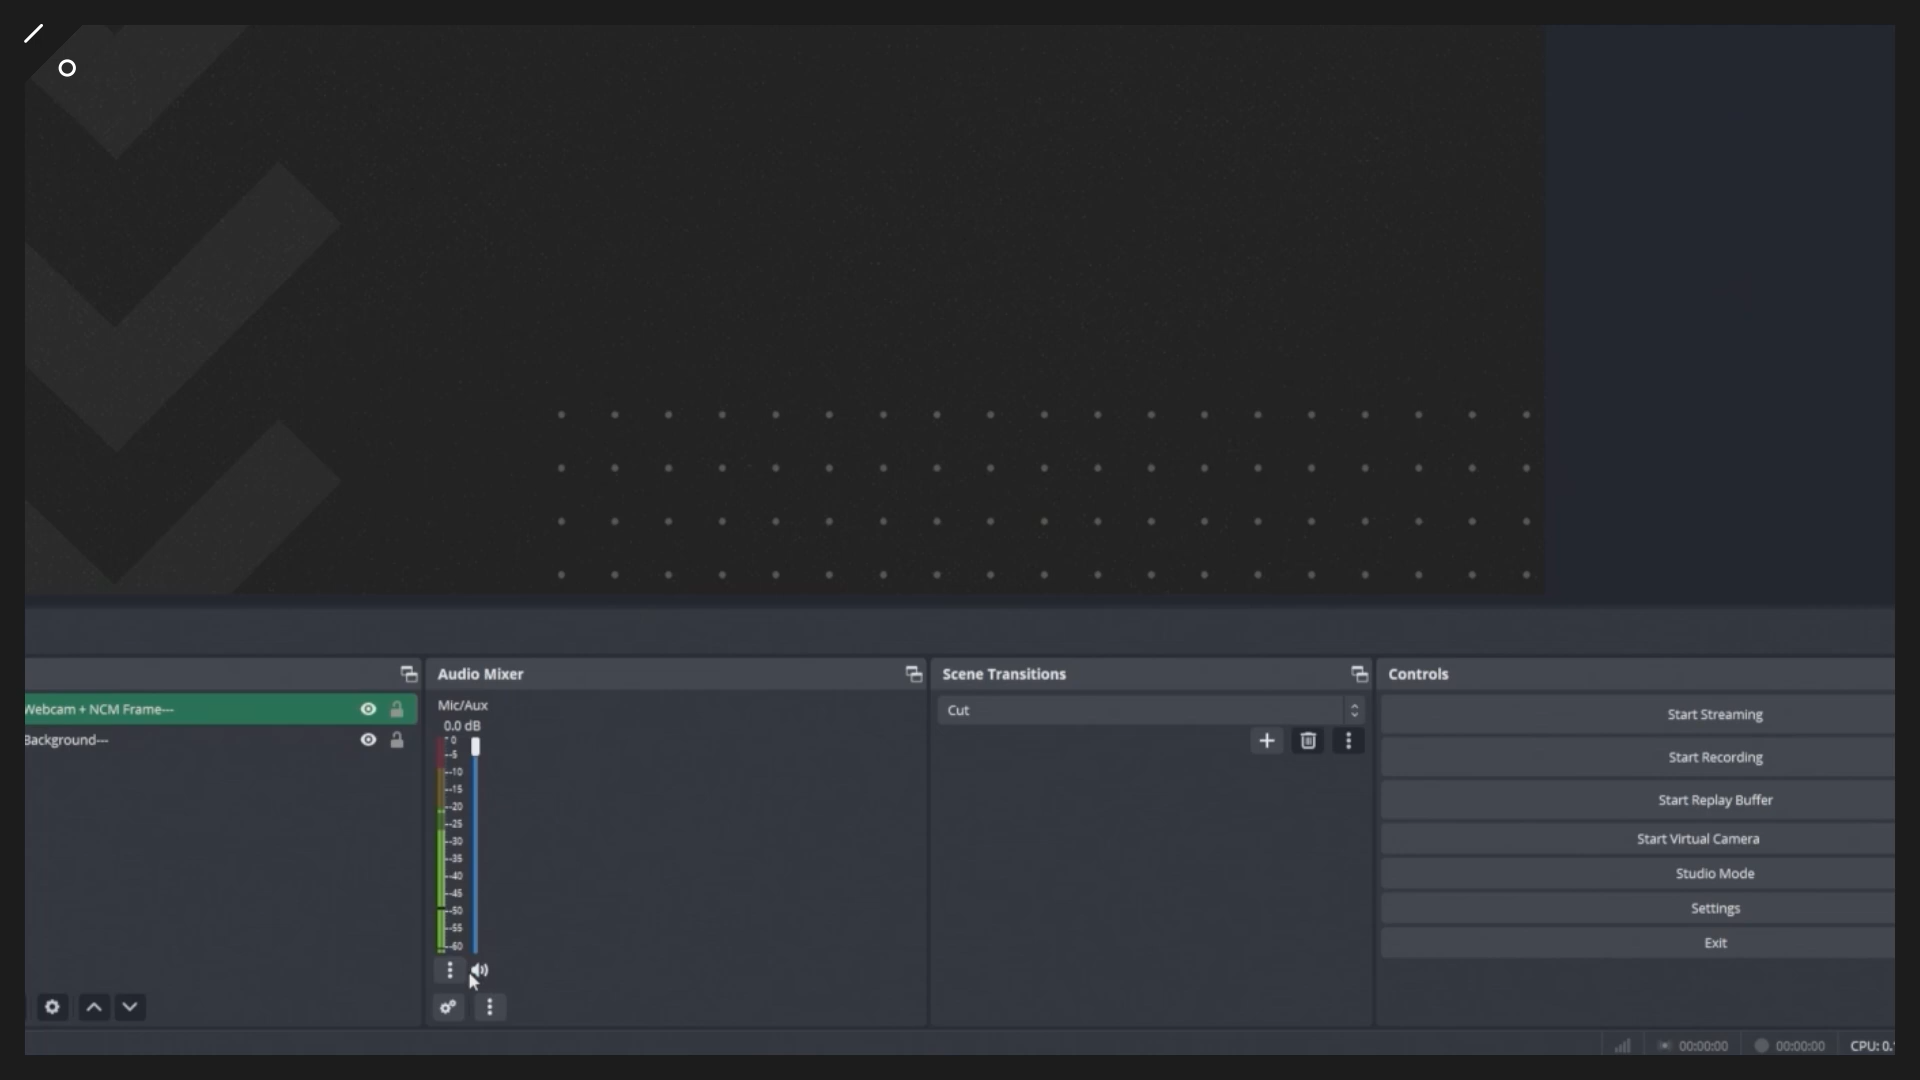 Audio Mixer
Scene Transitions
Controls
Webcam + NCM Frame---
Background---
Mic/Aux
0.0 dB
0
-5
-10
-15
-20
-25
-30
-35
-40
-45
-50
-55
-60
Cut
Start Streaming
Start Recording
Start Replay Buffer
Start Virtual Camera
Studio Mode
Settings
Exit
00:00:00
00:00:00
CPU: 0.